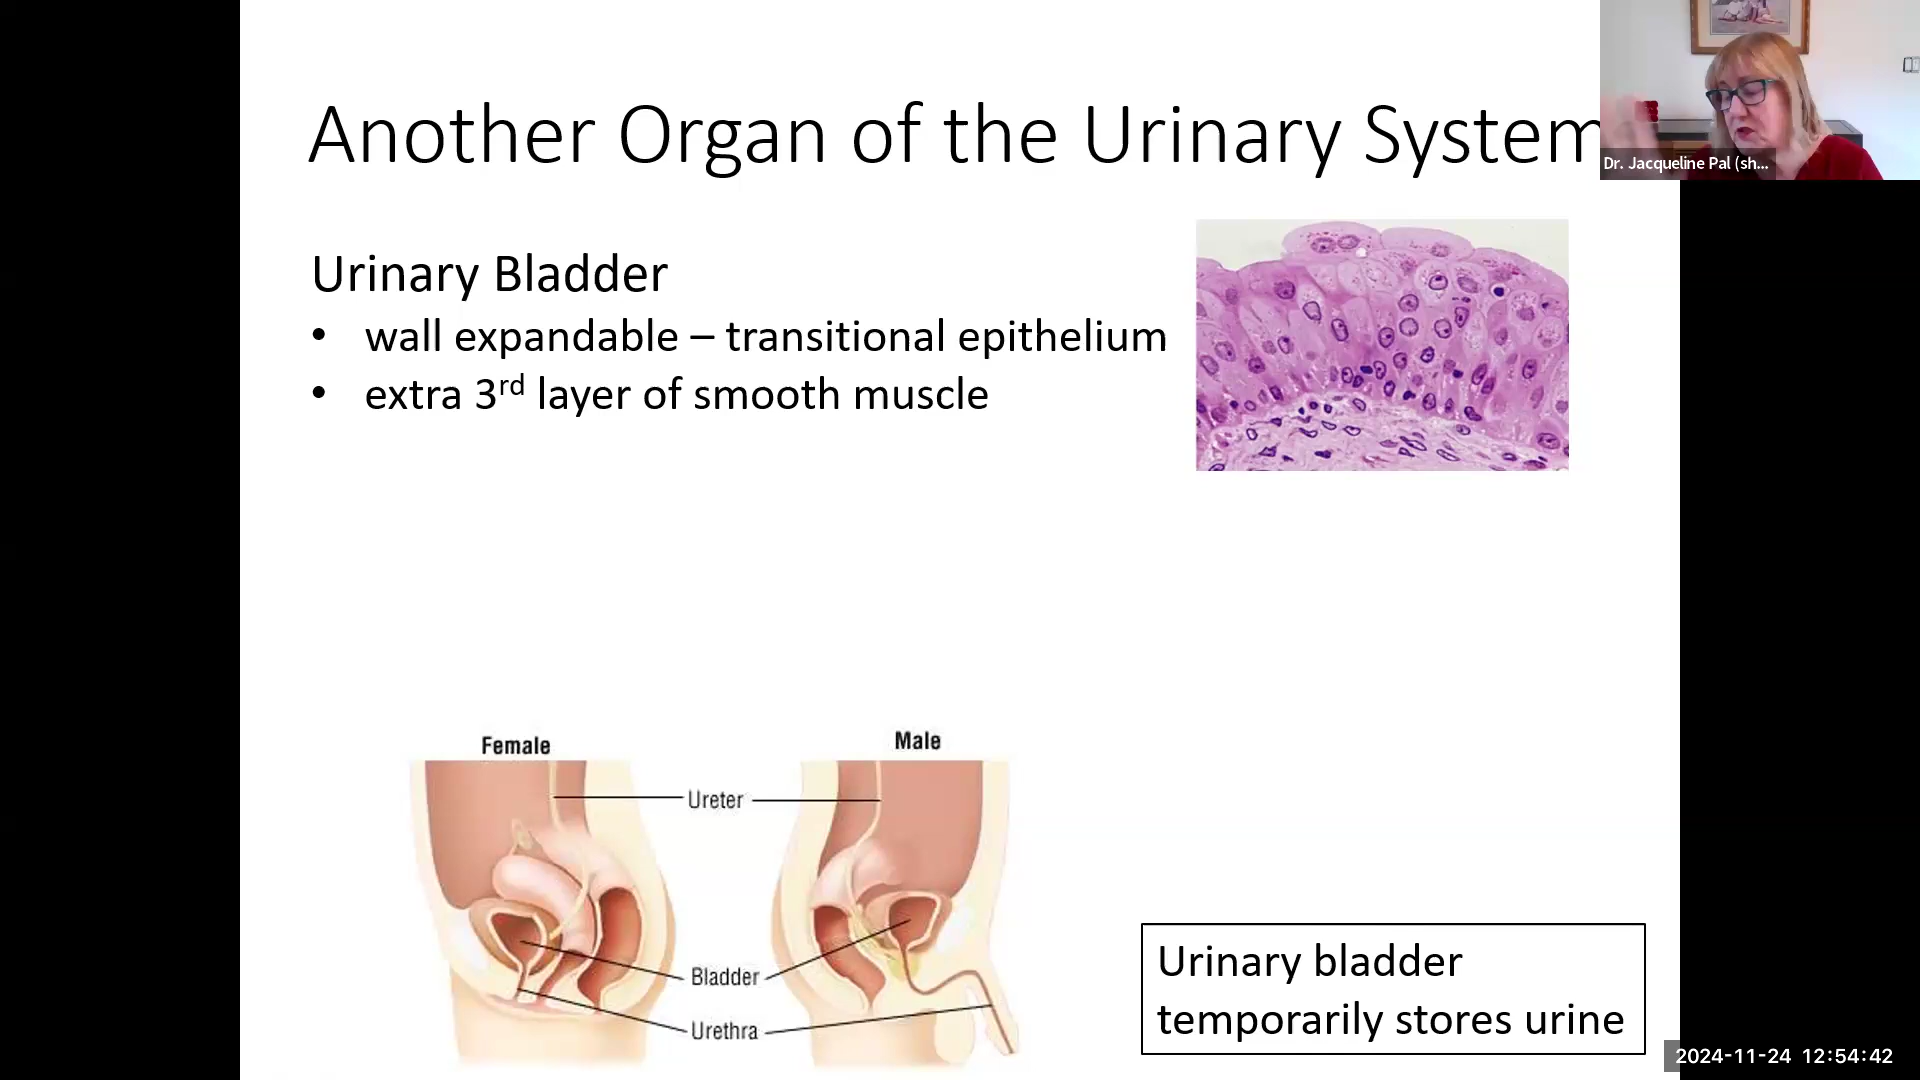 Another Organ of the Urinary System
Dr. Jacqueline Pal (sh...
Urinary Bladder
• wall expandable – transitional epithelium
• extra 3rd layer of smooth muscle
Female
Male
Ureter
Bladder
Urethra
Urinary bladder
temporarily stores urine
2024-11-24 12:54:42